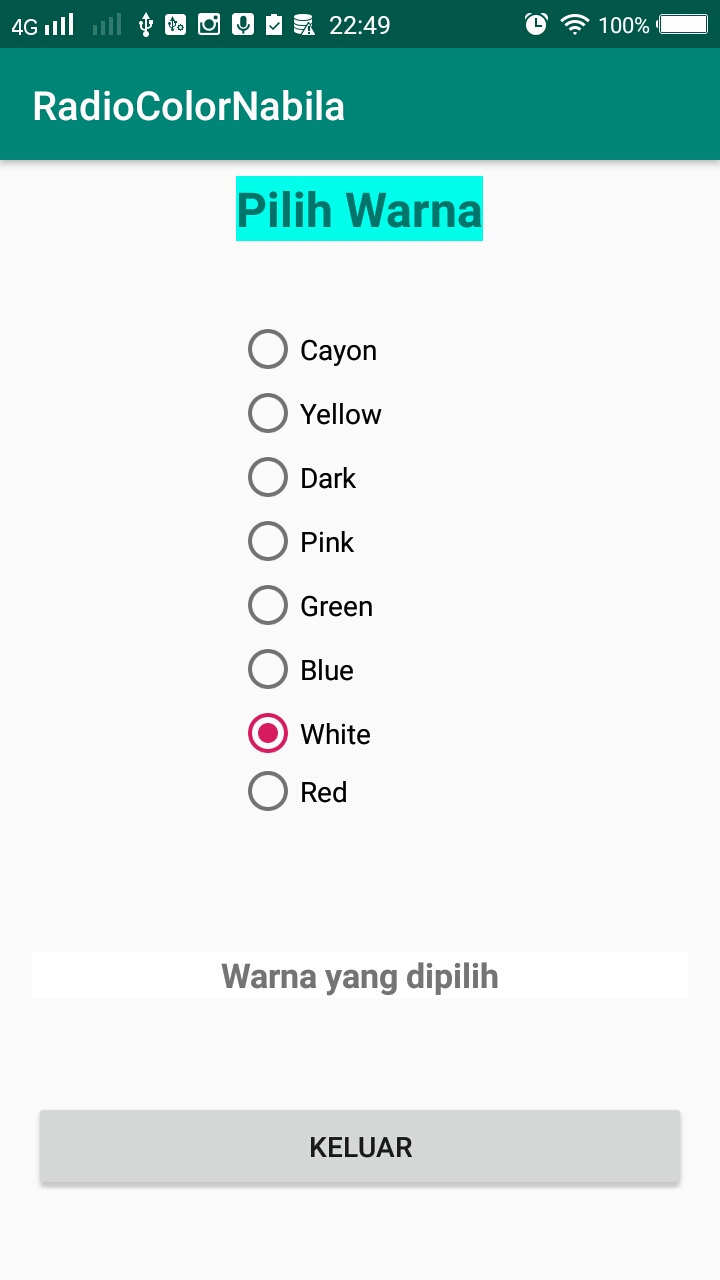 4G 22:49 100%
RadioColorNabila
Pilih Warna
Cayon
Yellow
Dark
Pink
Green
Blue
White
Red
Warna yang dipilih
KELUAR